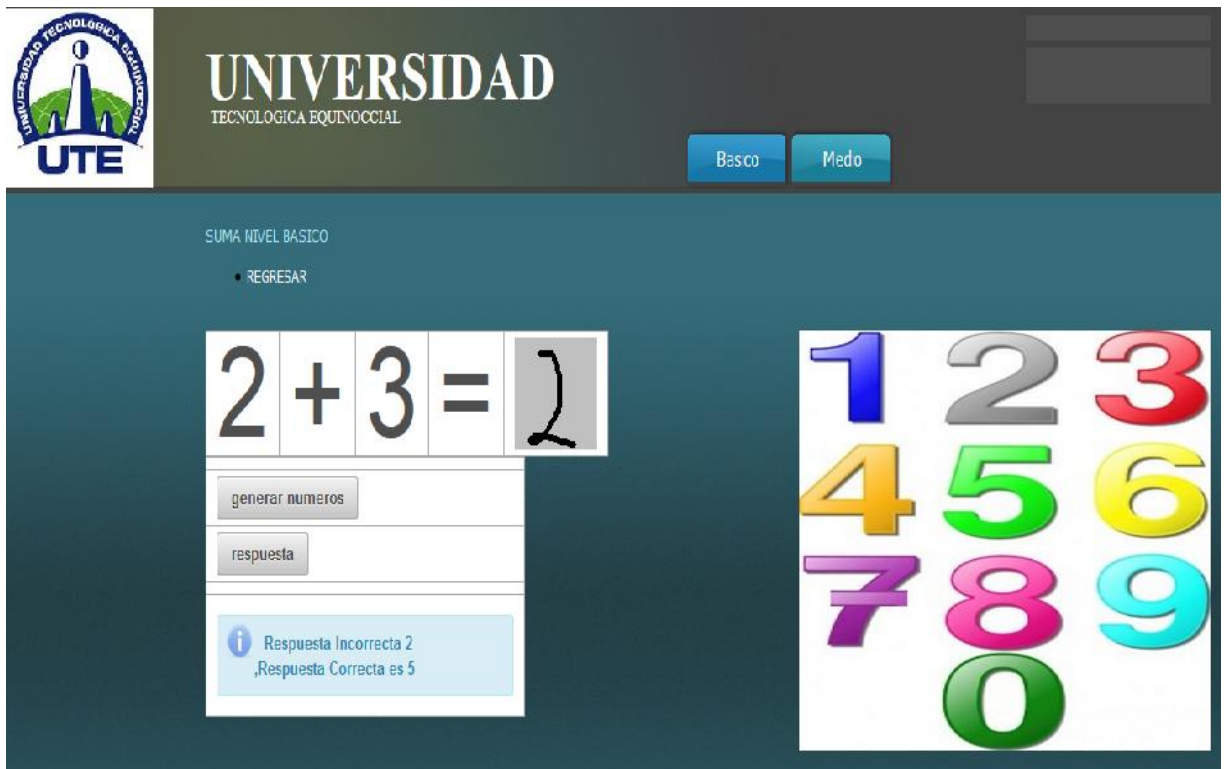 UNIVERSIDAD TECNOLOGICA EQUINOCCIAL
UTE
UNIVERSIDAD
TECNOLOGICA EQUINOCCIAL
Basico Medo
SUMA NIVEL BASICO
REGRESAR
2 + 3 = 2
generar numeros
respuesta
Respuesta Incorrecta 2
,Respuesta Correcta es 5
1 2 3
4 5 6
7 8 9
0